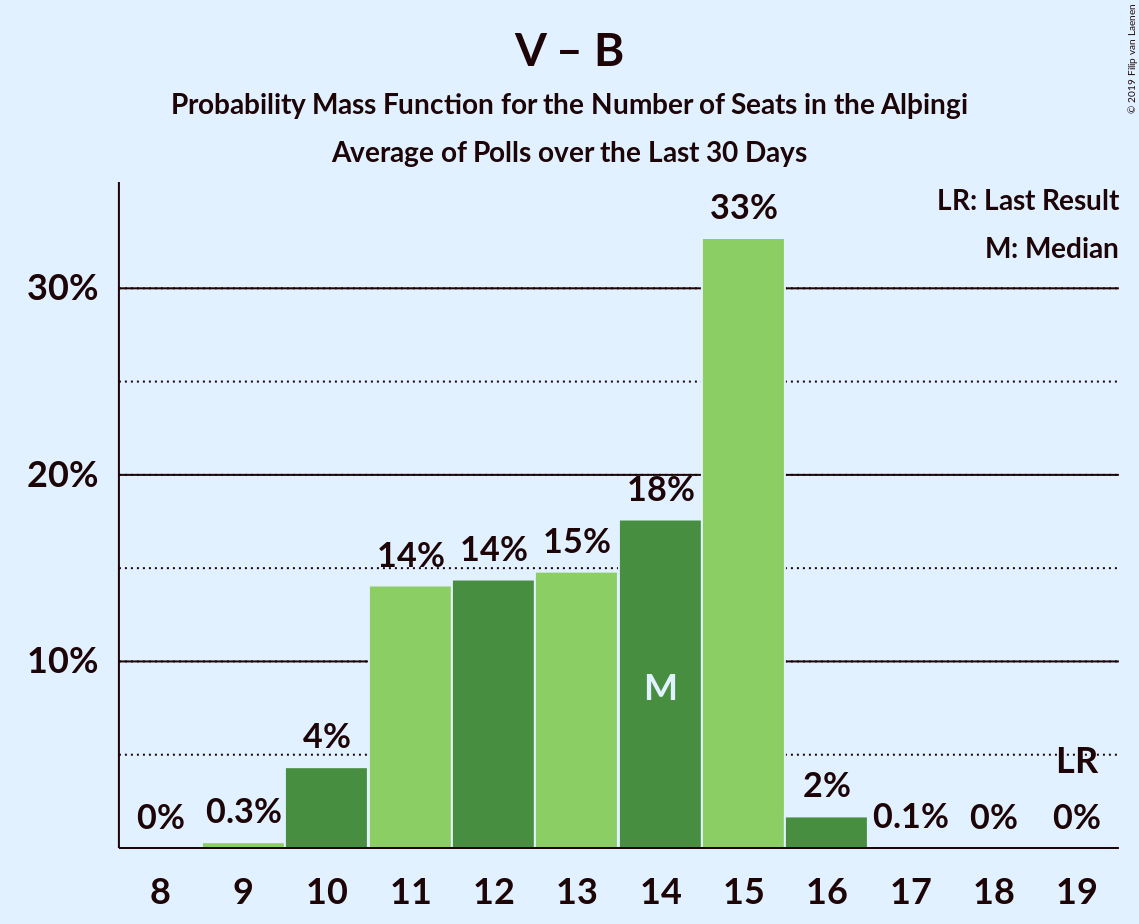 V – B
Probability Mass Function for the Number of Seats in the Alþingi
Average of Polls over the Last 30 Days
© 2019 Filip van Laenen
LR: Last Result
M: Median
33%
30%
20%
18%
15%
14%
14%
10%
M
4%
LR
2%
0%
0.3%
0.1%
0%
0%
8 9 10 11 12 13 14 15 16 17 18 19